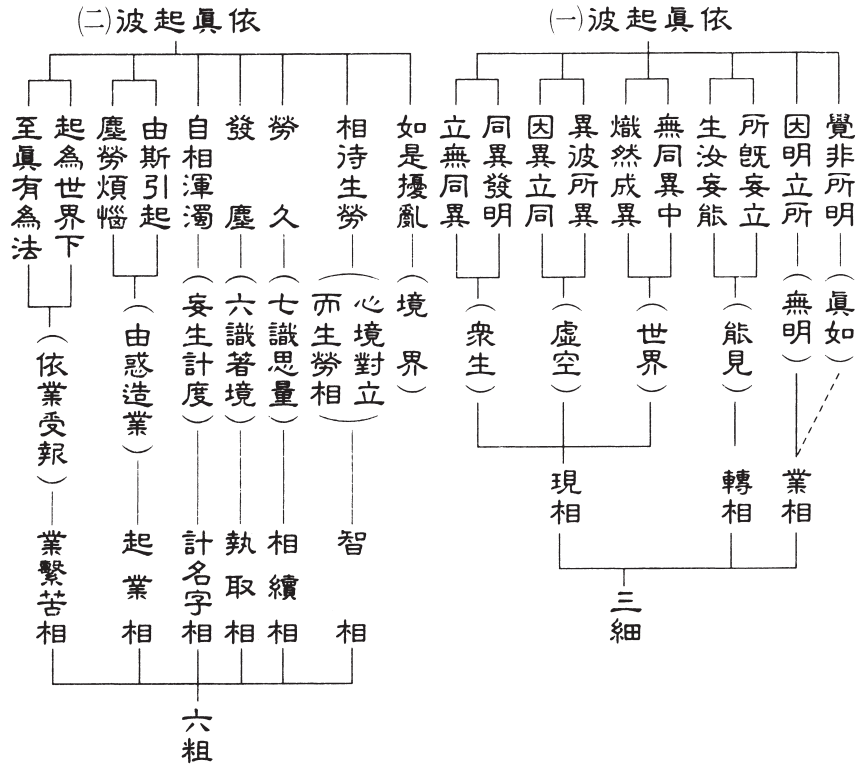 依眞起波㈠
覺非所明
（眞如）
因明立所
（無明）
業相
所旣妄立
生汝妄能
（能見）
轉相
無同異中
熾然成異
（世界）
異彼所異
因異立同
（虛空）
同異發明
立無同異
（衆生）
現相
三細
依眞起波㈡
如是擾亂
（境界）
相待生勞
（心境對立
而生勞相）
智相
勞久
（七識思量）
相續相
發塵
（六識著境）
執取相
自相渾濁
（妄生計度）
計名字相
由斯引起
塵勞煩惱
（由惑造業）
起業相
起為世界下
至眞有為法
（依業受報）
業繫苦相
六粗